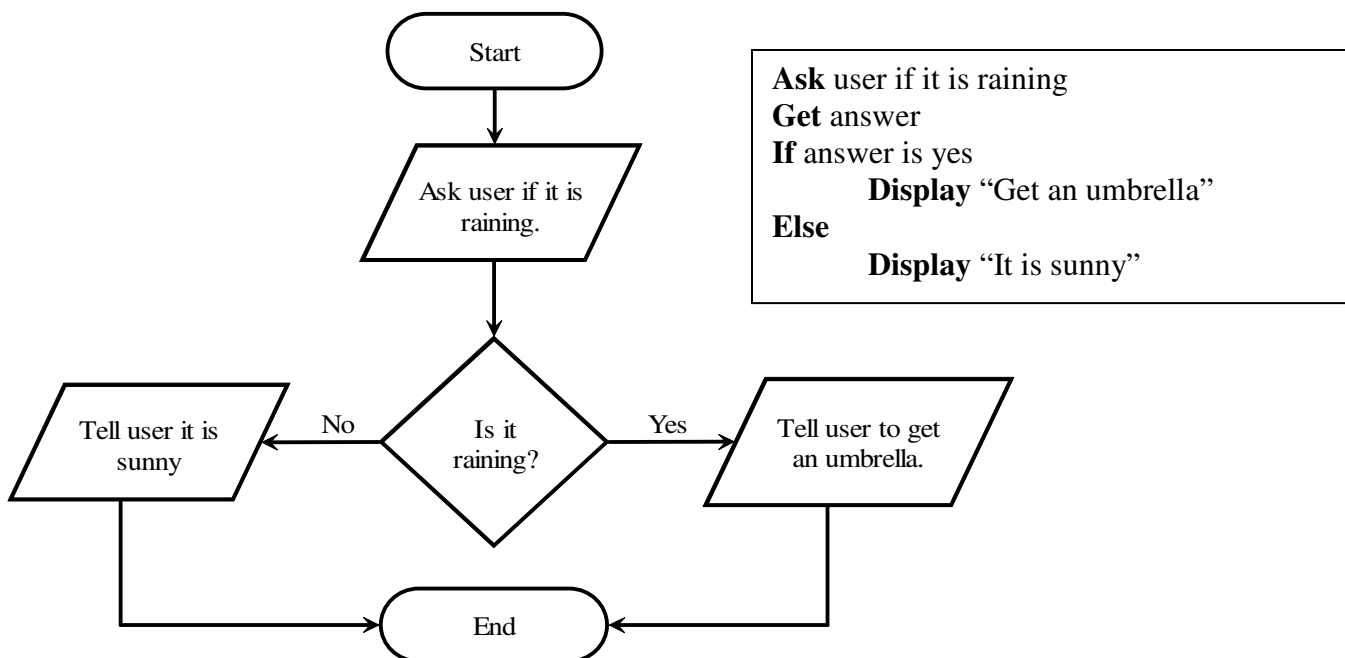 Start
Ask user if it is raining
Get answer
If answer is yes
Display “Get an umbrella”
Else
Display “It is sunny”
Ask user if it is
raining.
Tell user it is
sunny
No
Is it
raining?
Yes
Tell user to get
an umbrella.
End